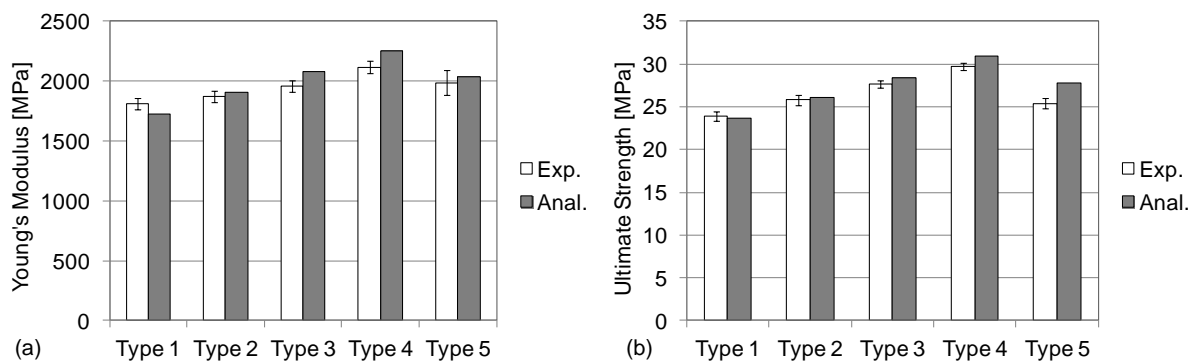 2500
2000
1500
1000
500
0
Young's Modulus [MPa]
Type 1 Type 2 Type 3 Type 4 Type 5
Exp.
Anal.
(a)
35
30
25
20
15
10
5
0
Ultimate Strength [MPa]
Type 1 Type 2 Type 3 Type 4 Type 5
Exp.
Anal.
(b)